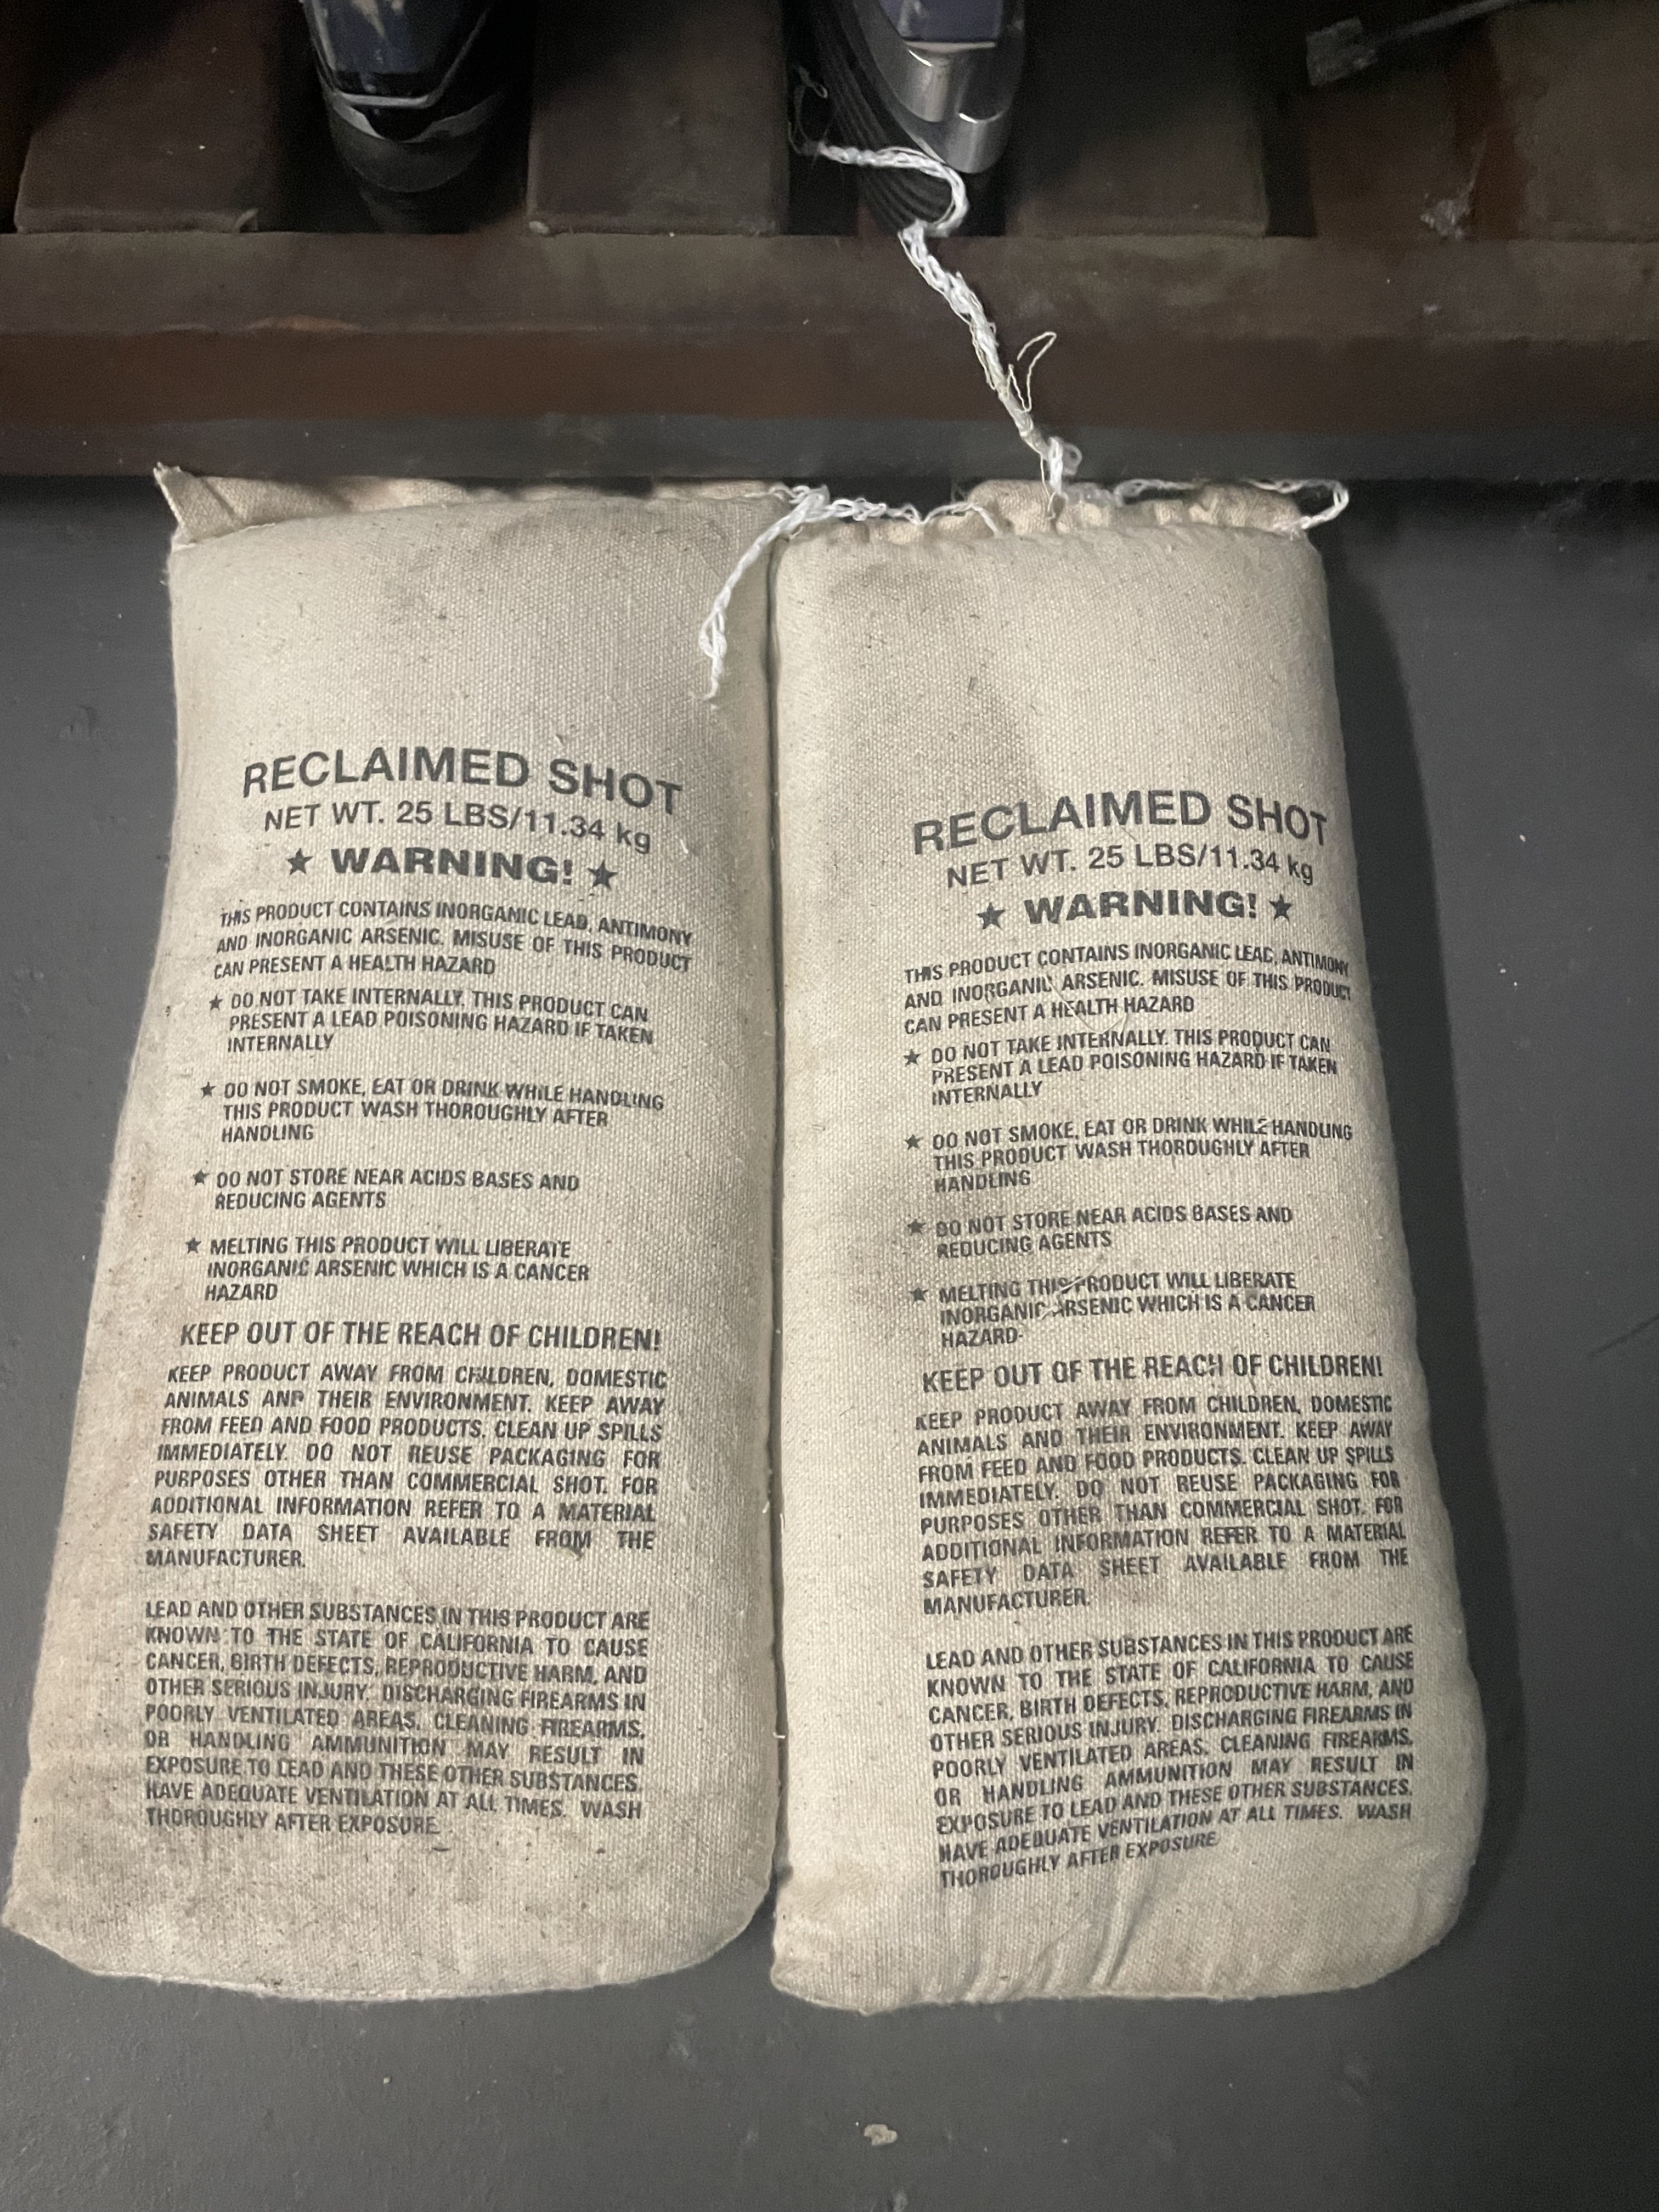 RECLAIMED SHOT
NET WT. 25 LBS/11.34 kg
★ WARNING! ★
THIS PRODUCT CONTAINS INORGANIC LEAD, ANTIMONY
AND INORGANIC ARSENIC. MISUSE OF THIS PRODUCT
CAN PRESENT A HEALTH HAZARD
★ DO NOT TAKE INTERNALLY. THIS PRODUCT CAN
PRESENT A LEAD POISONING HAZARD IF TAKEN
INTERNALLY
★ DO NOT SMOKE, EAT OR DRINK WHILE HANDLING
THIS PRODUCT WASH THOROUGHLY AFTER
HANDLING
★ DO NOT STORE NEAR ACIDS BASES AND
REDUCING AGENTS
★ MELTING THIS PRODUCT WILL LIBERATE
INORGANIC ARSENIC WHICH IS A CANCER
HAZARD
KEEP OUT OF THE REACH OF CHILDREN!
KEEP PRODUCT AWAY FROM CHILDREN, DOMESTIC
ANIMALS AND THEIR ENVIRONMENT. KEEP AWAY
FROM FEED AND FOOD PRODUCTS. CLEAN UP SPILLS
IMMEDIATELY. DO NOT REUSE PACKAGING FOR
PURPOSES OTHER THAN COMMERCIAL SHOT. FOR
ADDITIONAL INFORMATION REFER TO A MATERIAL
SAFETY DATA SHEET AVAILABLE FROM THE
MANUFACTURER.
LEAD AND OTHER SUBSTANCES IN THIS PRODUCT ARE
KNOWN TO THE STATE OF CALIFORNIA TO CAUSE
CANCER, BIRTH DEFECTS, REPRODUCTIVE HARM, AND
OTHER SERIOUS INJURY. DISCHARGING FIREARMS IN
POORLY VENTILATED AREAS, CLEANING FIREARMS,
OR HANDLING AMMUNITION MAY RESULT IN
EXPOSURE TO LEAD AND THESE OTHER SUBSTANCES.
HAVE ADEQUATE VENTILATION AT ALL TIMES. WASH
THOROUGHLY AFTER EXPOSURE.
RECLAIMED SHOT
NET WT. 25 LBS/11.34 kg
★ WARNING! ★
THIS PRODUCT CONTAINS INORGANIC LEAD, ANTIMONY
AND INORGANIC ARSENIC. MISUSE OF THIS PRODUCT
CAN PRESENT A HEALTH HAZARD
★ DO NOT TAKE INTERNALLY. THIS PRODUCT CAN
PRESENT A LEAD POISONING HAZARD IF TAKEN
INTERNALLY
★ DO NOT SMOKE, EAT OR DRINK WHILE HANDLING
THIS PRODUCT WASH THOROUGHLY AFTER
HANDLING
★ DO NOT STORE NEAR ACIDS BASES AND
REDUCING AGENTS
★ MELTING THIS PRODUCT WILL LIBERATE
INORGANIC ARSENIC WHICH IS A CANCER
HAZARD
KEEP OUT OF THE REACH OF CHILDREN!
KEEP PRODUCT AWAY FROM CHILDREN, DOMESTIC
ANIMALS AND THEIR ENVIRONMENT. KEEP AWAY
FROM FEED AND FOOD PRODUCTS. CLEAN UP SPILLS
IMMEDIATELY. DO NOT REUSE PACKAGING FOR
PURPOSES OTHER THAN COMMERCIAL SHOT. FOR
ADDITIONAL INFORMATION REFER TO A MATERIAL
SAFETY DATA SHEET AVAILABLE FROM THE
MANUFACTURER.
LEAD AND OTHER SUBSTANCES IN THIS PRODUCT ARE
KNOWN TO THE STATE OF CALIFORNIA TO CAUSE
CANCER, BIRTH DEFECTS, REPRODUCTIVE HARM, AND
OTHER SERIOUS INJURY. DISCHARGING FIREARMS IN
POORLY VENTILATED AREAS, CLEANING FIREARMS,
OR HANDLING AMMUNITION MAY RESULT IN
EXPOSURE TO LEAD AND THESE OTHER SUBSTANCES.
HAVE ADEQUATE VENTILATION AT ALL TIMES. WASH
THOROUGHLY AFTER EXPOSURE